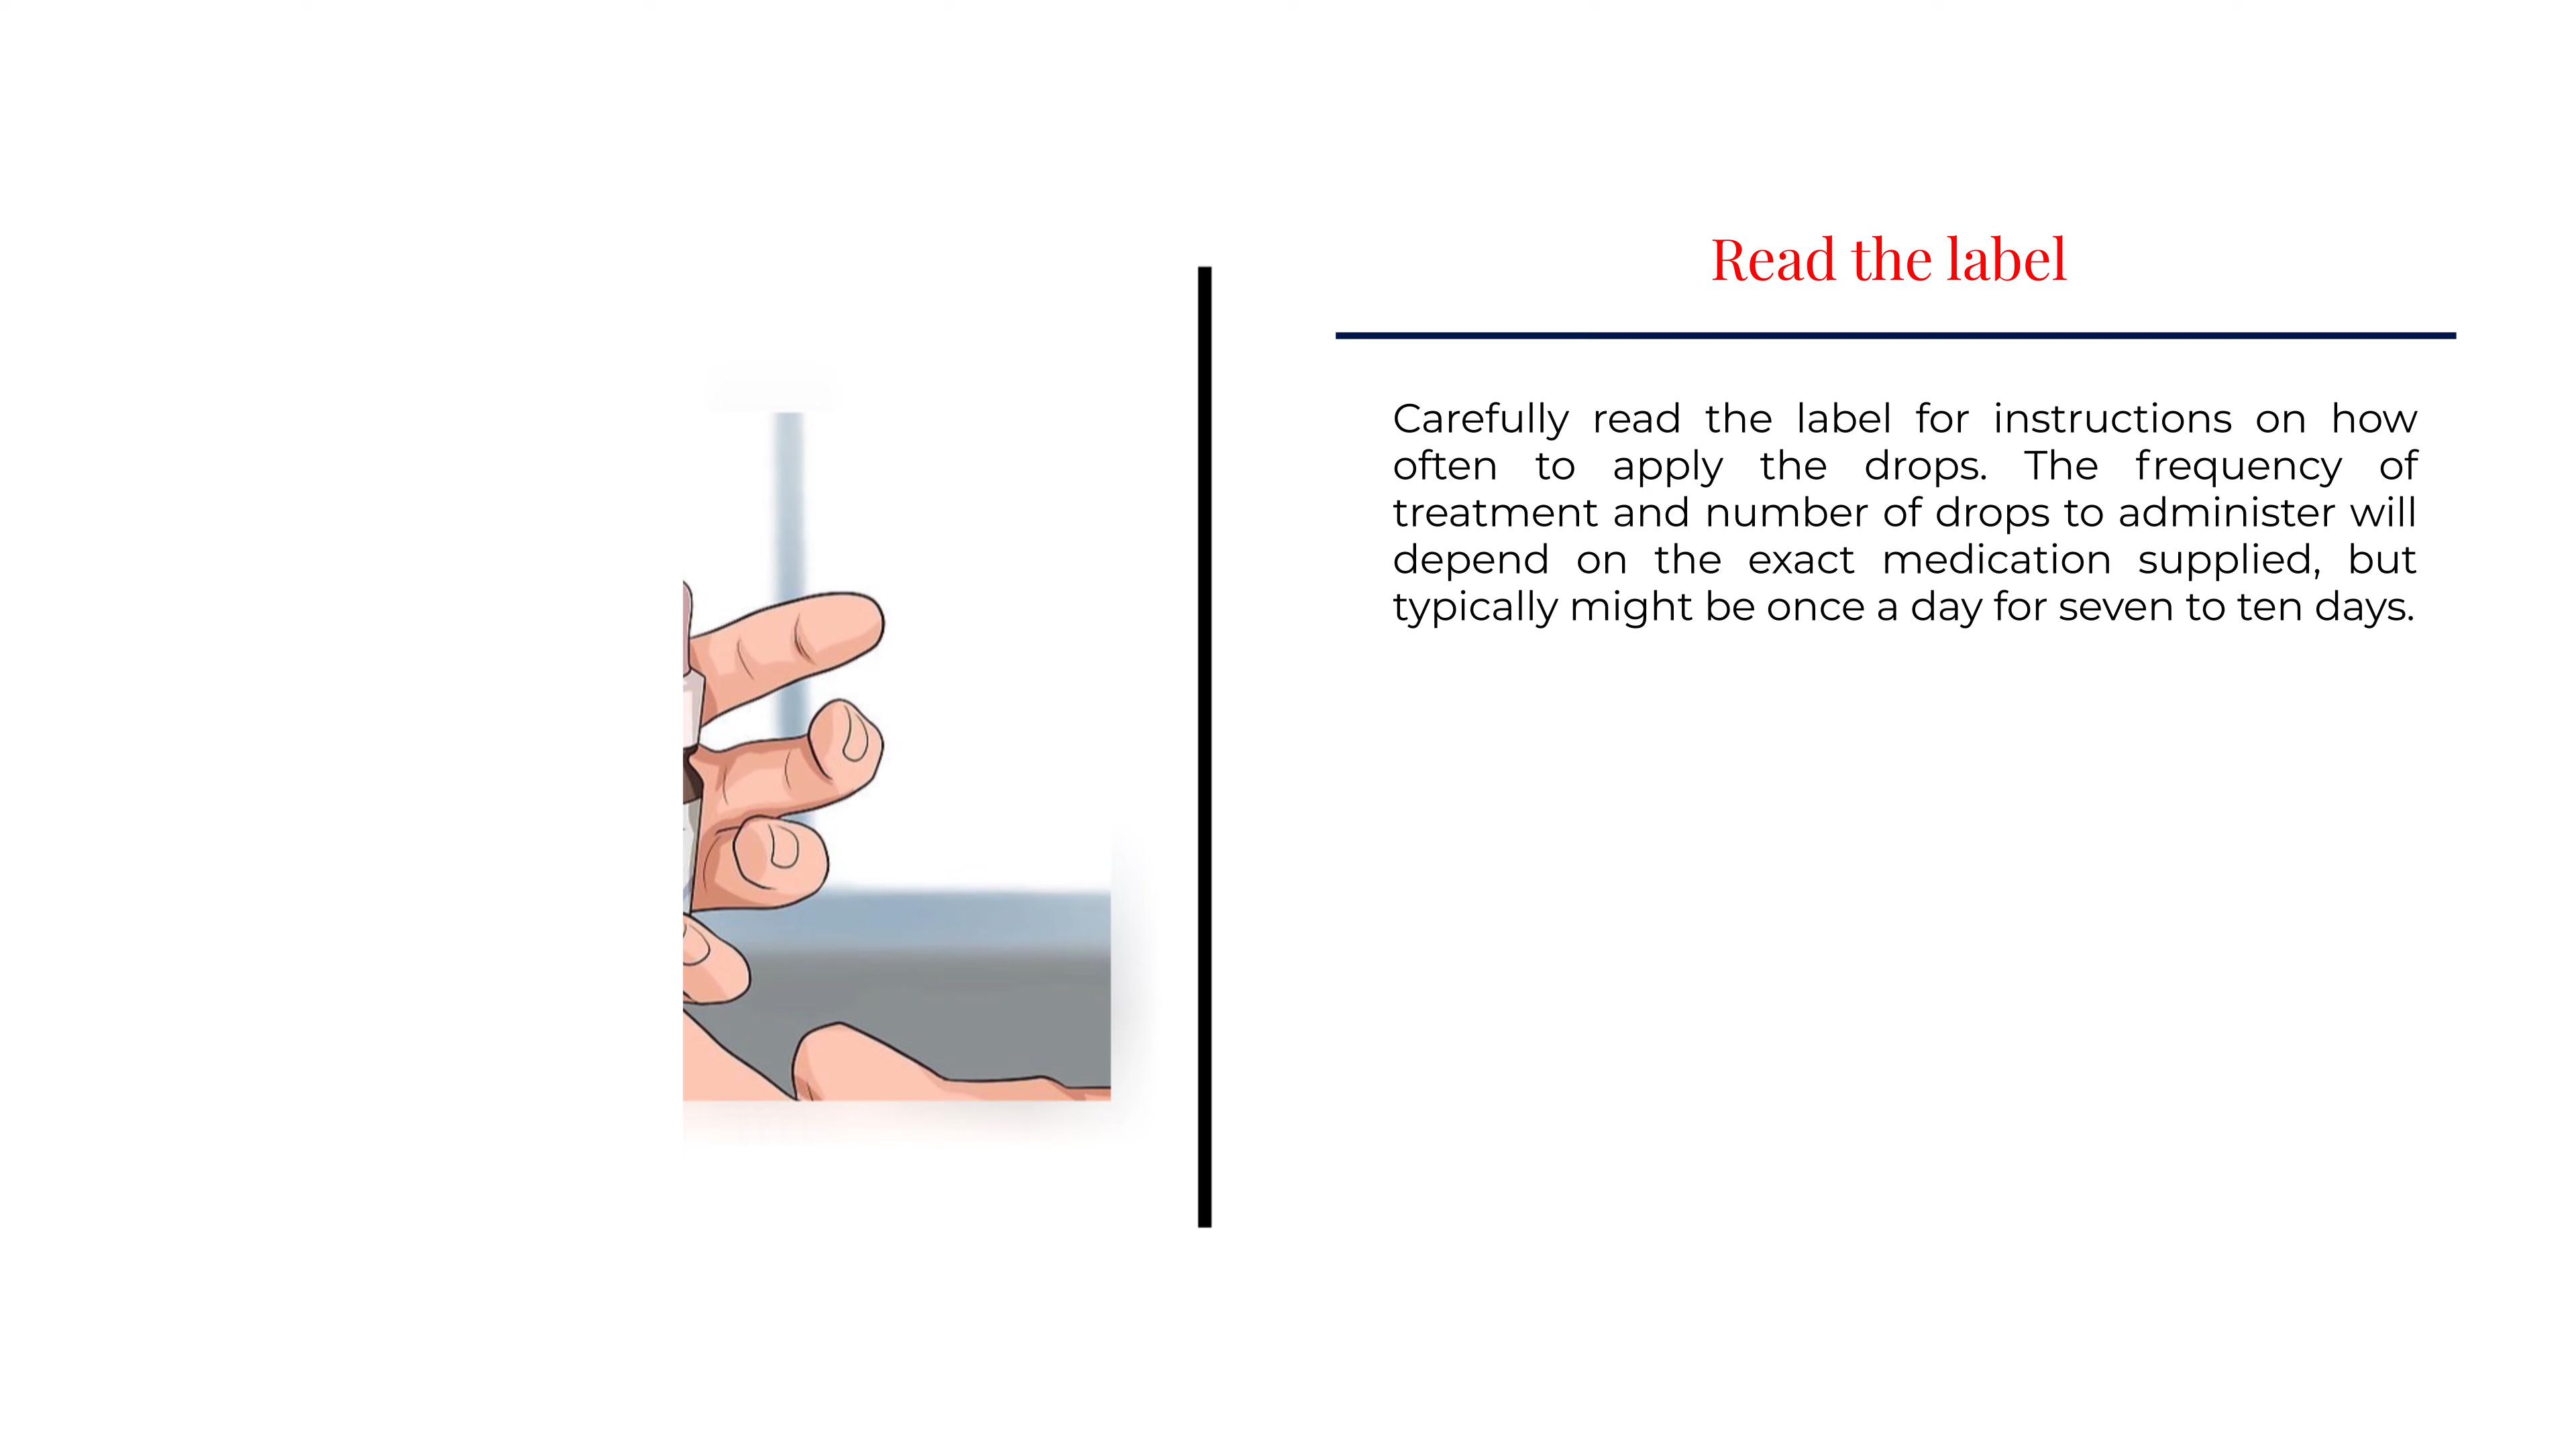 Read the label
Carefully read the label for instructions on how
often to apply the drops. The frequency of
treatment and number of drops to administer will
depend on the exact medication supplied, but
typically might be once a day for seven to ten days.